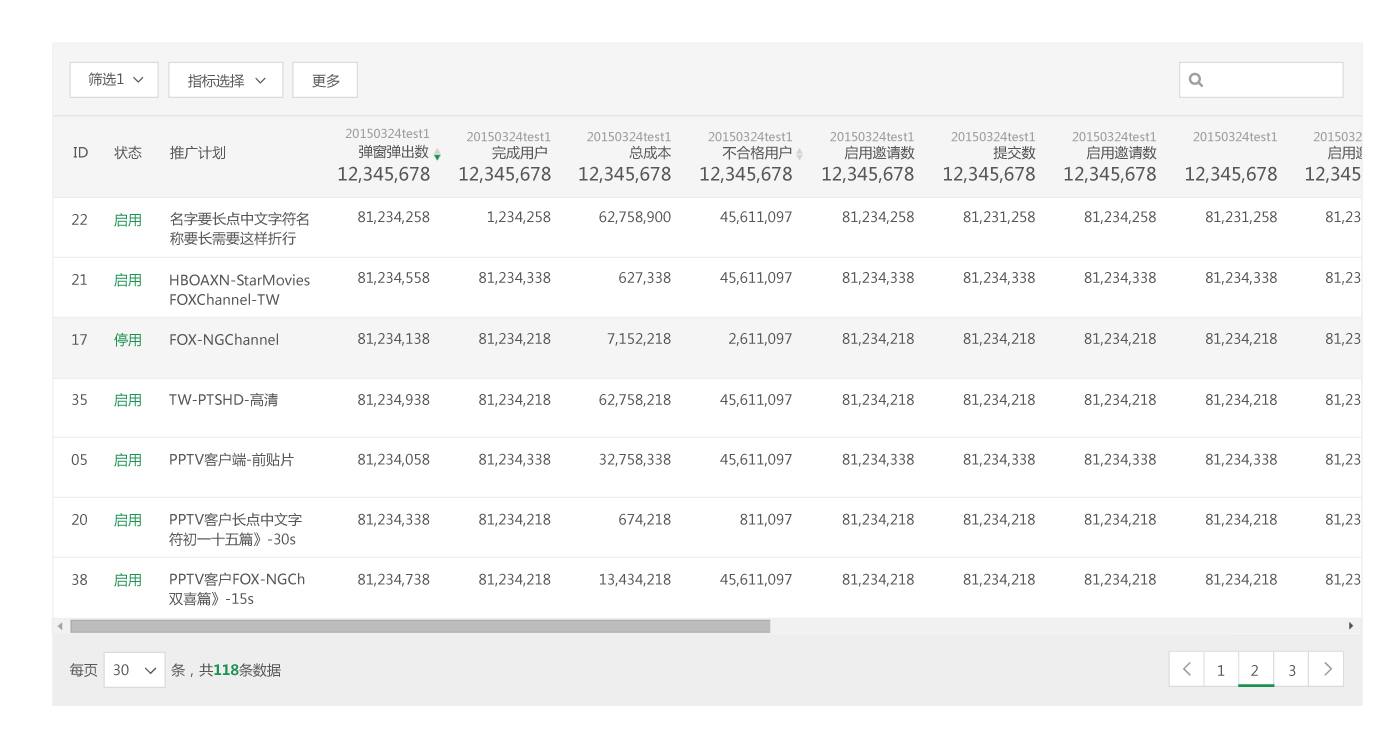 筛选1 指标选择 更多
20150324test1 20150324test1 20150324test1 20150324test1 20150324test1 20150324test1 20150324test1 20150324test1 2015032
ID 状态 推广计划 弹窗弹出数 完成用户 总成本 不合格用户 启用邀请数 提交数 启用邀请数 启用邀
12,345,678 12,345,678 12,345,678 12,345,678 12,345,678 12,345,678 12,345,678 12,345,678 12,345
22 启用 名字要长点中文字符名 81,234,258 1,234,258 62,758,900 45,611,097 81,234,258 81,231,258 81,234,258 81,231,258 81,23
称要长需要这样折行
21 启用 HBOAXN-StarMovies 81,234,558 81,234,338 627,338 45,611,097 81,234,338 81,234,338 81,234,338 81,234,338 81,23
FOXChannel-TW
17 停用 FOX-NGChannel 81,234,138 81,234,218 7,152,218 2,611,097 81,234,218 81,234,218 81,234,218 81,234,218 81,23
35 启用 TW-PTSHD-高清 81,234,938 81,234,218 62,758,218 45,611,097 81,234,218 81,234,218 81,234,218 81,234,218 81,23
05 启用 PPTV客户端-前贴片 81,234,058 81,234,338 32,758,338 45,611,097 81,234,338 81,234,338 81,234,338 81,234,338 81,23
20 启用 PPTV客户长点中文字 81,234,338 81,234,218 674,218 811,097 81,234,218 81,234,218 81,234,218 81,234,218 81,23
符初一十五篇》-30s
38 启用 PPTV客户FOX-NGCh 81,234,738 81,234,218 13,434,218 45,611,097 81,234,218 81,234,218 81,234,218 81,234,218 81,23
双喜篇》-15s
每页 30 条，共118条数据 1 2 3